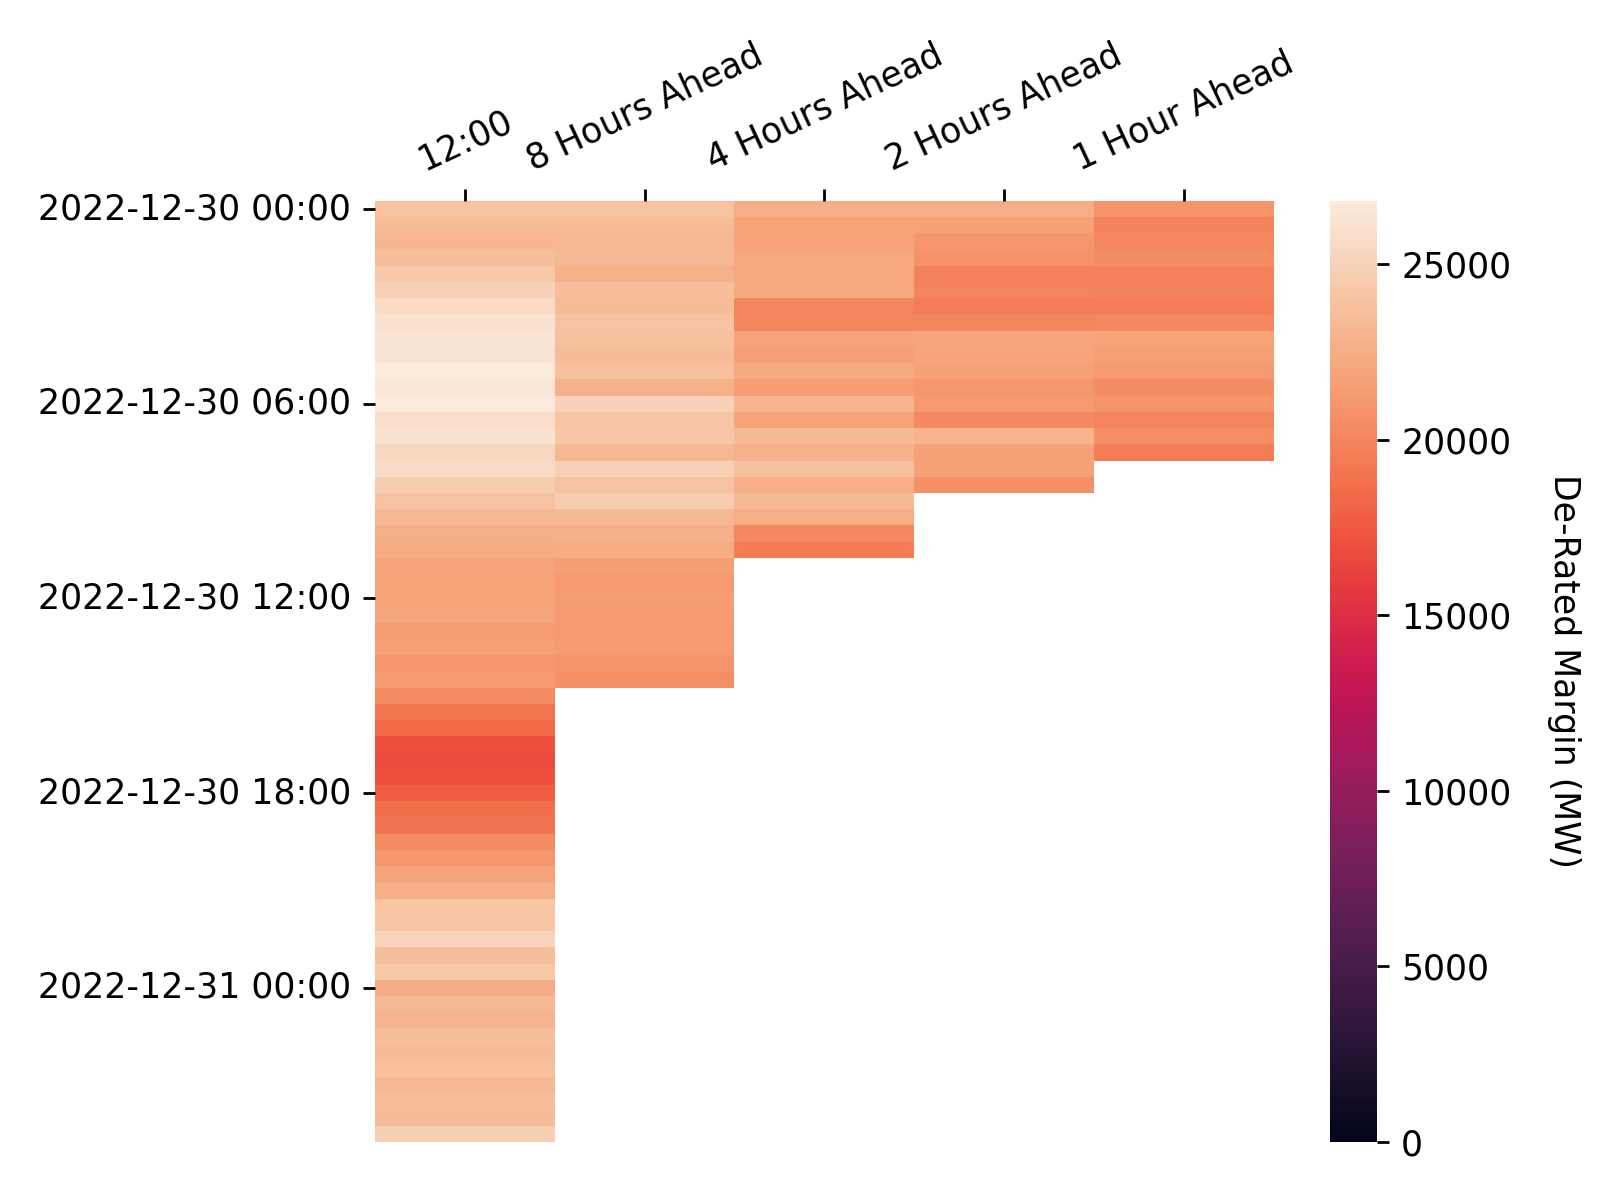 12:00
8 Hours Ahead
4 Hours Ahead
2 Hours Ahead
1 Hour Ahead
2022-12-30 00:00
2022-12-30 06:00
2022-12-30 12:00
2022-12-30 18:00
2022-12-31 00:00
25000
20000
15000
10000
5000
0
De-Rated Margin (MW)